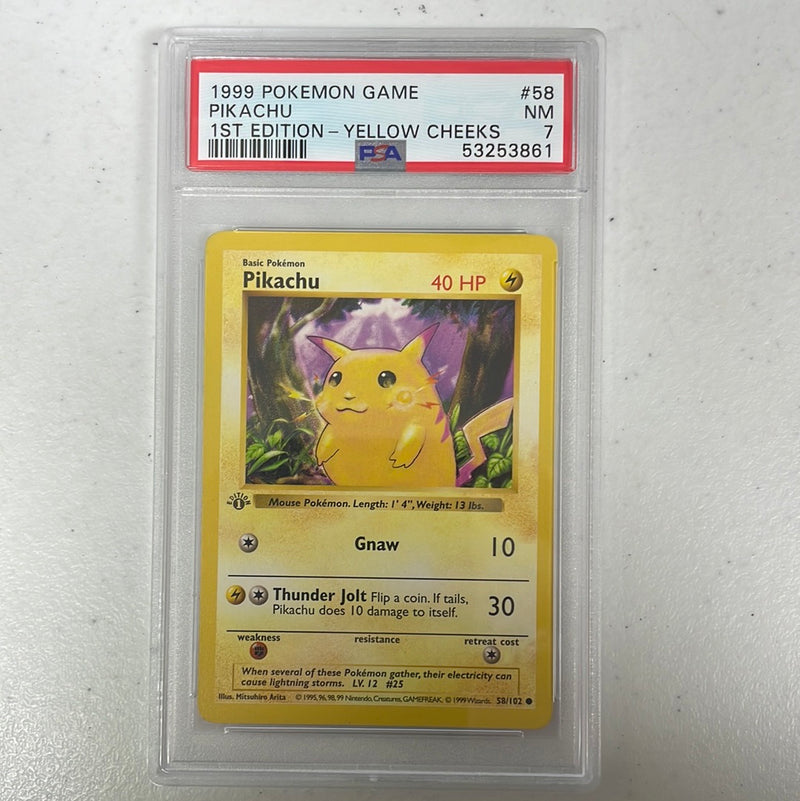 1999 POKEMON GAME #58
PIKACHU NM
1ST EDITION – YELLOW CHEEKS 7
PSA 53253861
Basic Pokémon
Pikachu 40 HP
EDITION 1
Mouse Pokémon. Length: 1' 4", Weight: 13 lbs.
Gnaw 10
Thunder Jolt Flip a coin. If tails,
Pikachu does 10 damage to itself. 30
weakness resistance retreat cost
When several of these Pokémon gather, their electricity can
cause lightning storms. LV. 12 #25
Illus. Mitsuhiro Arita © 1995, 96, 98, 99 Nintendo, Creatures, GAMEFREAK. © 1999 Wizards. 58/102